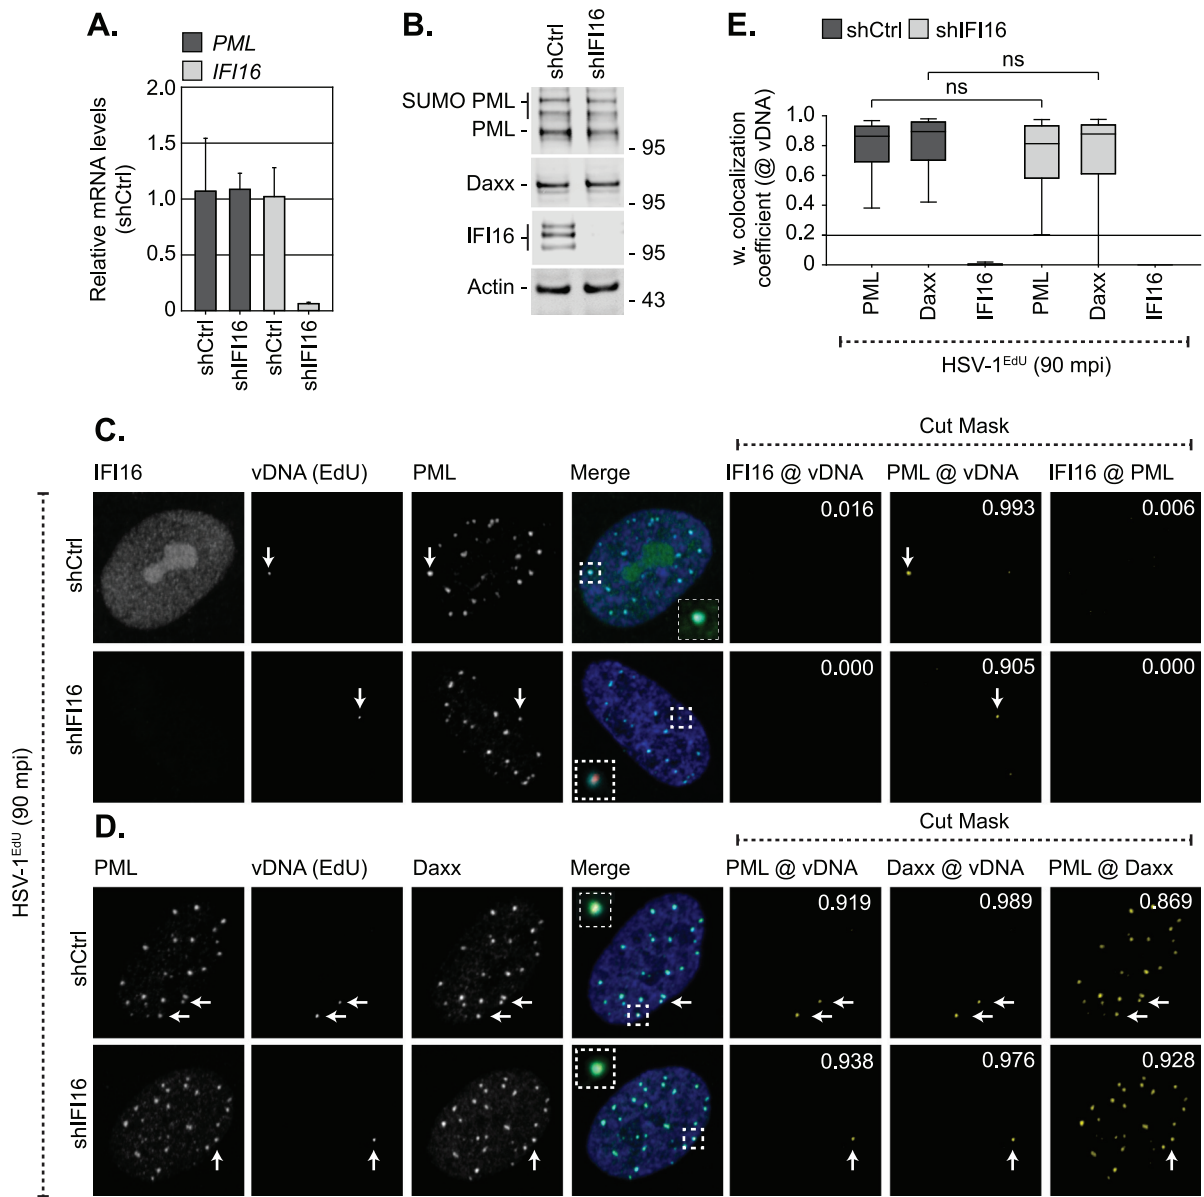 A.
PML
IFI16
Relative mRNA levels
(shCtrl)
2.0
1.5
1.0
0.5
0
shCtrl
shIFI16
shCtrl
shIFI16
B.
shCtrl
shIFI16
SUMO PML
PML -
- 95
Daxx -
- 95
IFI16
- 95
Actin -
- 43
E.
shCtrl shIFI16
ns
ns
w. colocalization
coefficient (@ vDNA)
1.0
0.8
0.6
0.4
0.2
0
PML
Daxx
IFI16
PML
Daxx
IFI16
HSV-1EdU (90 mpi)
C.
Cut Mask
IFI16 vDNA (EdU) PML Merge IFI16 @ vDNA PML @ vDNA IFI16 @ PML
shCtrl
0.016 0.993 0.006
shIFI16
0.000 0.905 0.000
HSV-1EdU (90 mpi)
D.
Cut Mask
PML vDNA (EdU) Daxx Merge PML @ vDNA Daxx @ vDNA PML @ Daxx
shCtrl
0.919 0.989 0.869
shIFI16
0.938 0.976 0.928